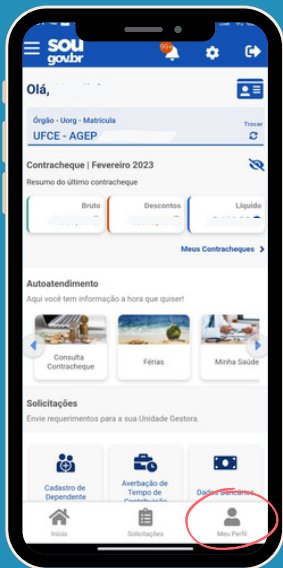 sou
gov.br
99+
Olá,
Órgão - Uorg - Matrícula
Trocar
UFCE - AGEP
Contracheque | Fevereiro 2023
Resumo do último contracheque
Bruto
Descontos
Líquido
Meus Contracheques
Autoatendimento
Aqui você tem informação a hora que quiser!
Consulta
Contracheque
Férias
Minha Saúde
Solicitações
Envie requerimentos para a sua Unidade Gestora.
Cadastro de
Dependente
Averbação de
Tempo de
Contribuição
Dados Bancários
Início
Solicitações
Meu Perfil